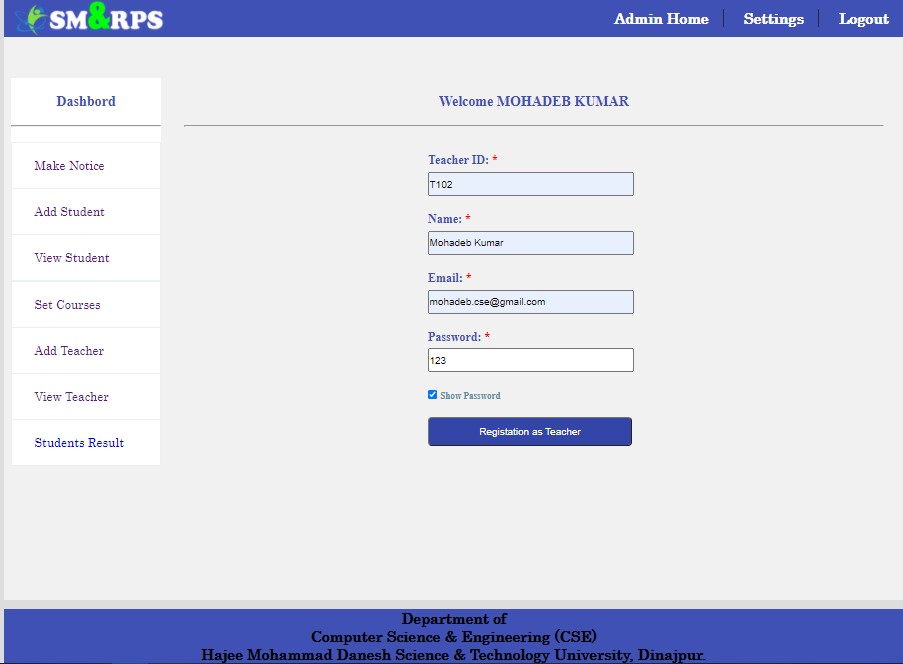 SM&RPS
Admin Home
Settings
Logout
Dashbord
Make Notice
Add Student
View Student
Set Courses
Add Teacher
View Teacher
Students Result
Welcome MOHADEB KUMAR
Teacher ID: *
T102
Name: *
Mohadeb Kumar
Email: *
mohadeb.cse@gmail.com
Password: *
123
Show Password
Registation as Teacher
Department of
Computer Science & Engineering (CSE)
Hajee Mohammad Danesh Science & Technology University, Dinajpur.